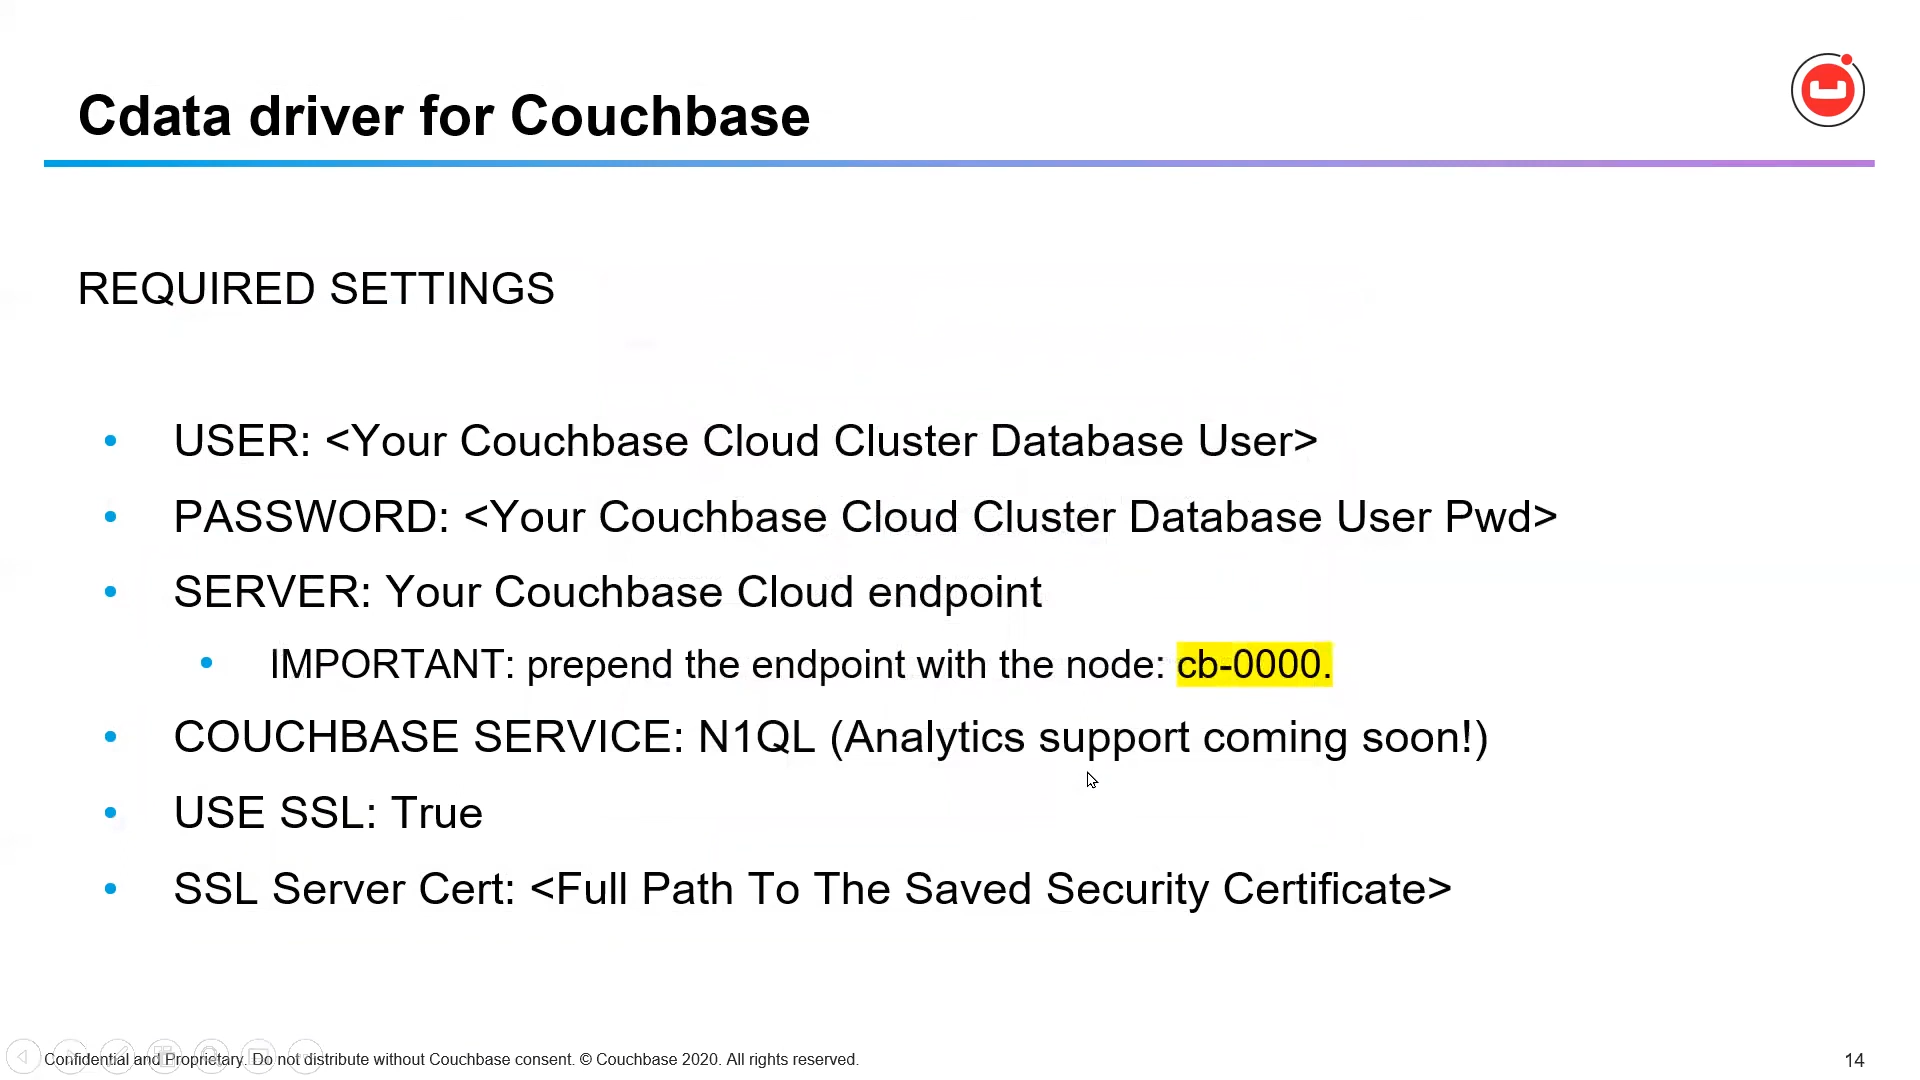 Cdata driver for Couchbase
REQUIRED SETTINGS
• USER: <Your Couchbase Cloud Cluster Database User>
• PASSWORD: <Your Couchbase Cloud Cluster Database User Pwd>
• SERVER: Your Couchbase Cloud endpoint
• IMPORTANT: prepend the endpoint with the node: cb-0000.
• COUCHBASE SERVICE: N1QL (Analytics support coming soon!)
• USE SSL: True
• SSL Server Cert: <Full Path To The Saved Security Certificate>
Confidential and Proprietary. Do not distribute without Couchbase consent. © Couchbase 2020. All rights reserved.
14